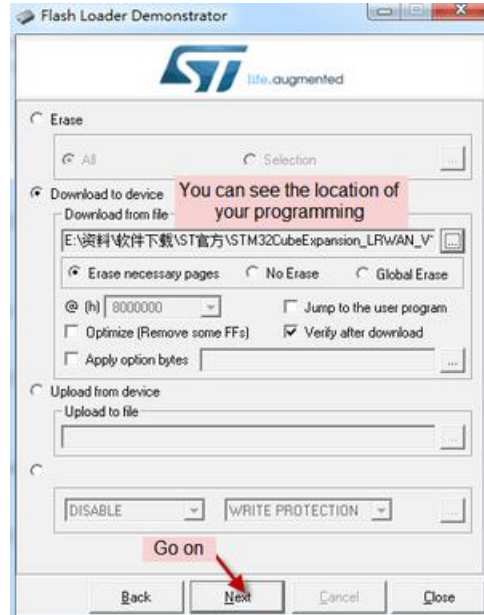 Flash Loader Demonstrator
ST life.augmented
Erase
All Selection ...
Download to device
You can see the location of
your programming
Download from file
E:\资料\软件下载\ST官方\STM32CubeExpansion_LRWAN_V ...
Erase necessary pages No Erase Global Erase
@ (h) 8000000 Jump to the user program
Optimize (Remove some FFs) Verify after download
Apply option bytes ...
Upload from device
Upload to file
...
DISABLE WRITE PROTECTION ...
Go on
Back Next Cancel Close